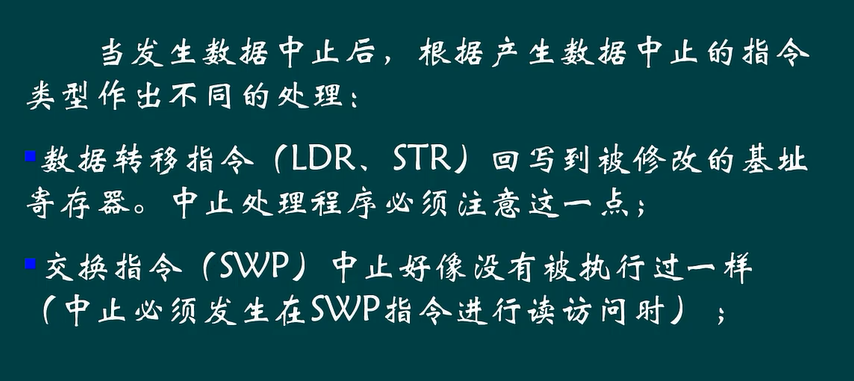 当发生数据中止后，根据产生数据中止的指令
类型作出不同的处理：
数据转移指令（LDR、STR）回写到被修改的基址
寄存器。中止处理程序必须注意这一点；
交换指令（SWP）中止好像没有被执行过一样
（中止必须发生在SWP指令进行读访问时）；